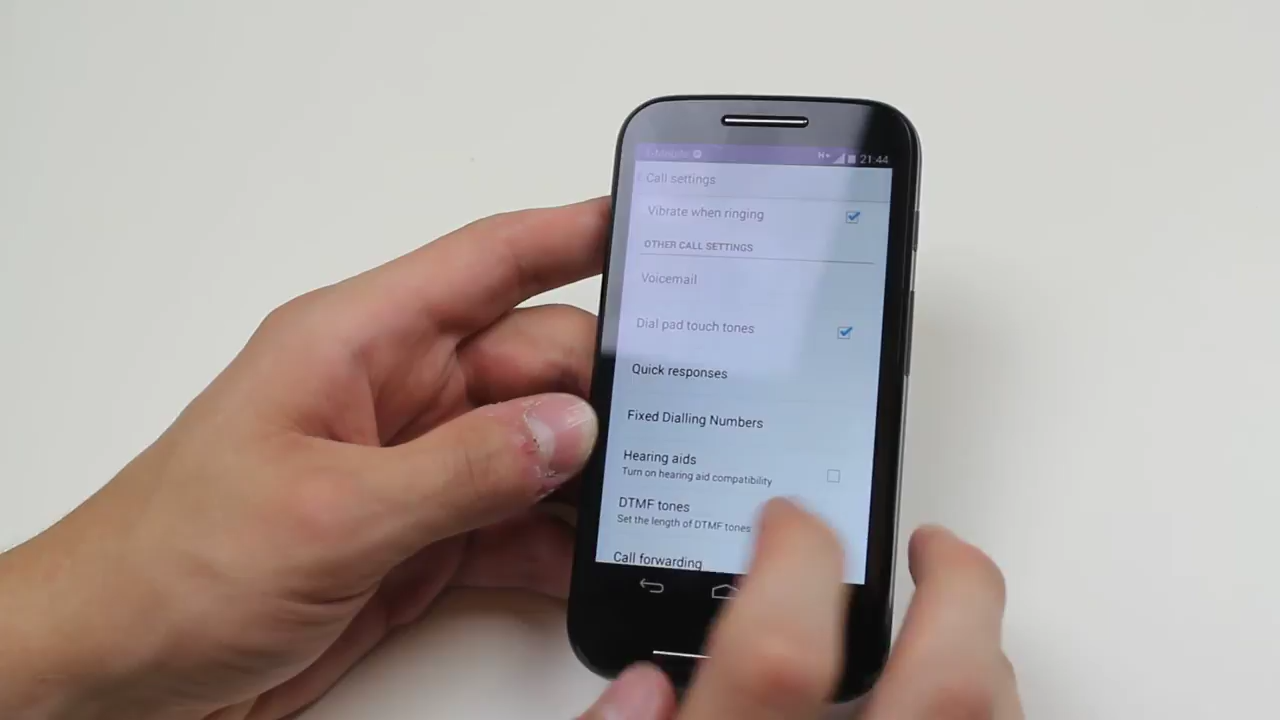 H+ 21:44
Call settings
Vibrate when ringing
OTHER CALL SETTINGS
Voicemail
Dial pad touch tones
Quick responses
Fixed Dialling Numbers
Hearing aids
Turn on hearing aid compatibility
DTMF tones
Set the length of DTMF tones
Call forwarding